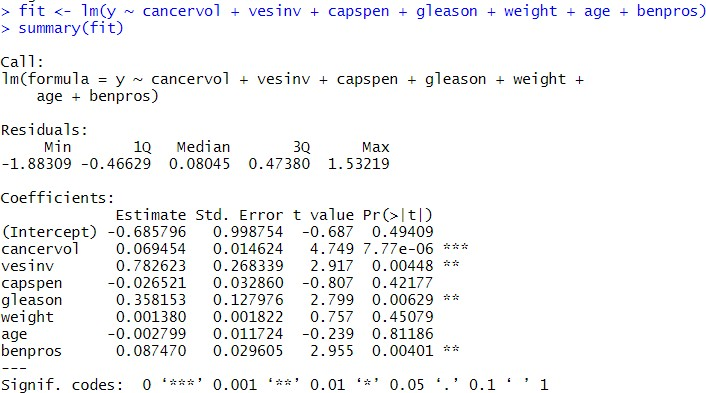 > fit <- lm(y ~ cancervol + vesinv + capspen + gleason + weight + age + benpros)
> summary(fit)
Call:
lm(formula = y ~ cancervol + vesinv + capspen + gleason + weight +
    age + benpros)
Residuals:
     Min       1Q   Median       3Q      Max
-1.88309 -0.46629  0.08045  0.47380  1.53219
Coefficients:
             Estimate Std. Error t value Pr(>|t|)
(Intercept) -0.685796   0.998754  -0.687  0.49409
cancervol    0.069454   0.014624   4.749 7.77e-06 ***
vesinv       0.782623   0.268339   2.917  0.00448 **
capspen     -0.026521   0.032860  -0.807  0.42177
gleason      0.358153   0.127976   2.799  0.00629 **
weight       0.001380   0.001822   0.757  0.45079
age         -0.002799   0.011724  -0.239  0.81186
benpros      0.087470   0.029605   2.955  0.00401 **
---
Signif. codes:  0 ‘***’ 0.001 ‘**’ 0.01 ‘*’ 0.05 ‘.’ 0.1 ‘ ’ 1